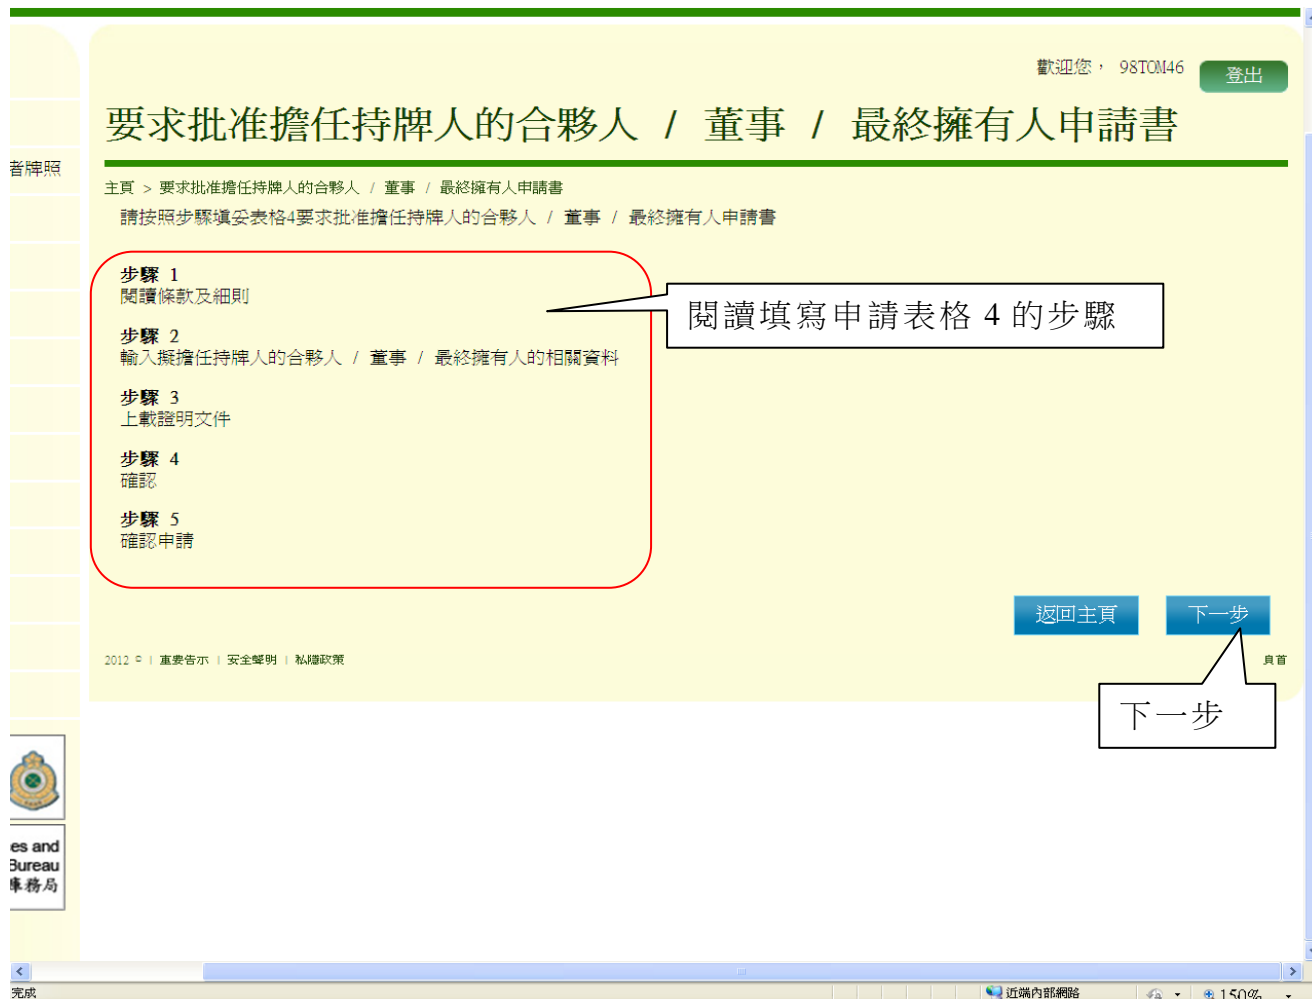 歡迎您， 98TOM46
登出
要求批准擔任持牌人的合夥人 / 董事 / 最終擁有人申請書
者牌照
主頁 > 要求批准擔任持牌人的合夥人 / 董事 / 最終擁有人申請書
請按照步驟填妥表格4要求批准擔任持牌人的合夥人 / 董事 / 最終擁有人申請書
步驟 1
閱讀條款及細則
閱讀填寫申請表格 4 的步驟
步驟 2
輸入擬擔任持牌人的合夥人 / 董事 / 最終擁有人的相關資料
步驟 3
上載證明文件
步驟 4
確認
步驟 5
確認申請
返回主頁
下一步
2012 © | 重要告示 | 安全聲明 | 私隱政策
頁首
下一步
es and
Bureau
庫務局
完成
近端內部網路
150%